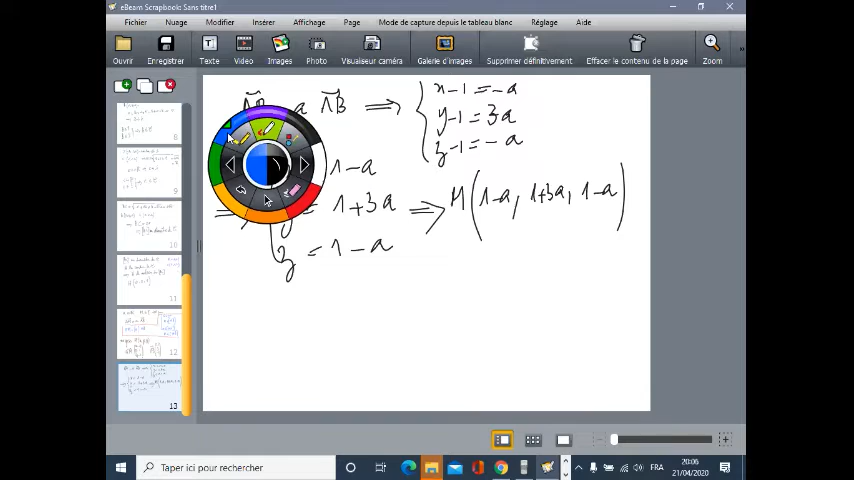 eBeam Scrapbook: Sans titre1
Fichier Nuage Modifier Insérer Affichage Page Mode de capture depuis le tableau blanc Réglage Aide
Ouvrir Enregistrer Texte Video Images Photo Visualiseur caméra Galerie d'images Supprimer définitivement Effacer le contenu de la page Zoom
a AB ⟹ { x-1 = -a
y-1 = 3a
z-1 = -a
1-a
= 1+3a ⟹ M(1-a, 1+3a, 1-a)
z = 1-a
8
9
10
11
12
13
Taper ici pour rechercher
FRA
20:06
21/04/2020